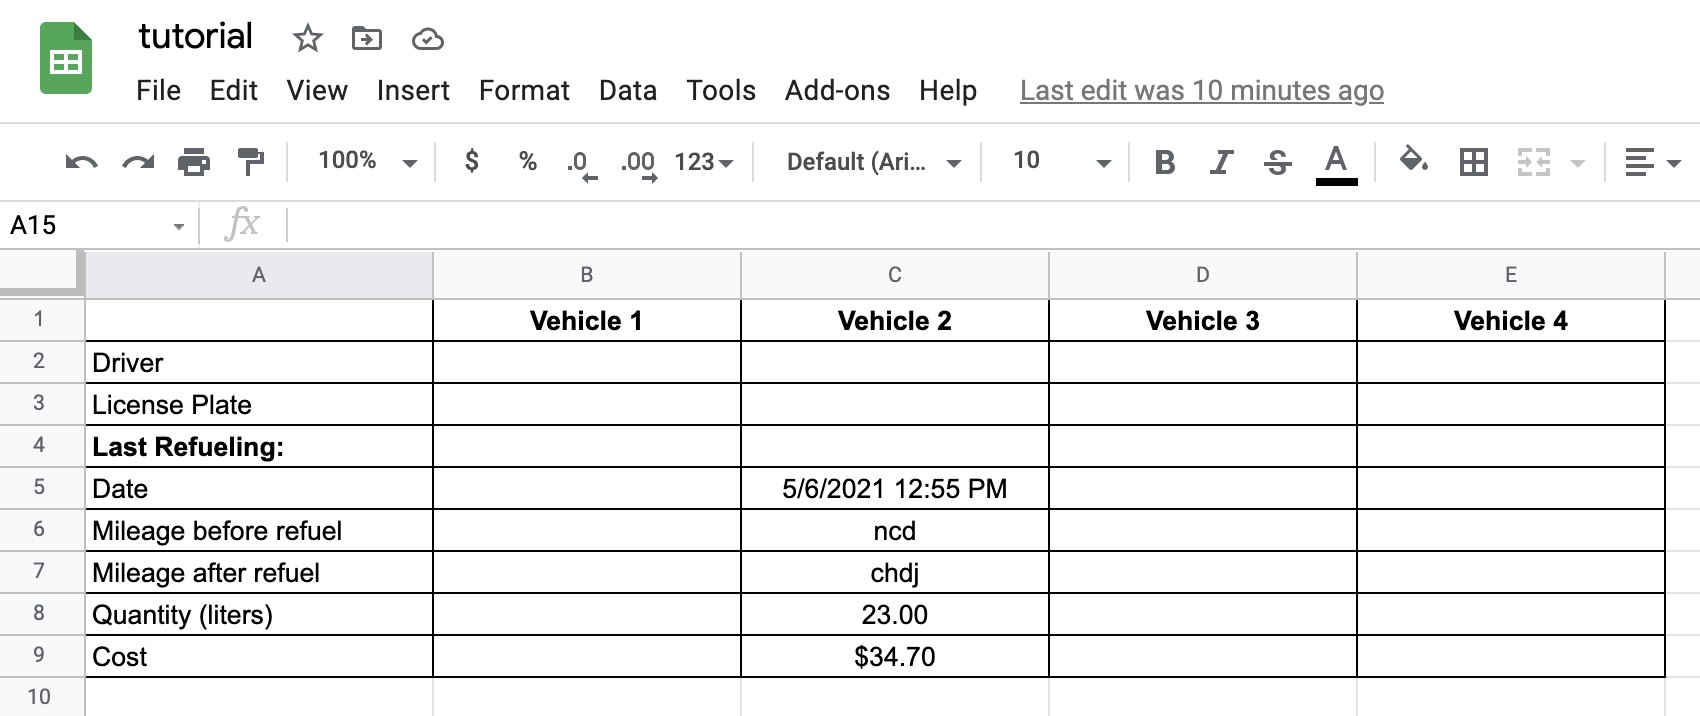 tutorial
File Edit View Insert Format Data Tools Add-ons Help Last edit was 10 minutes ago
100% $ % .0 .00 123 Default (Ari... 10 B I S A
A15 fx
A B C D E
1 Vehicle 1 Vehicle 2 Vehicle 3 Vehicle 4
2 Driver
3 License Plate
4 Last Refueling:
5 Date 5/6/2021 12:55 PM
6 Mileage before refuel ncd
7 Mileage after refuel chdj
8 Quantity (liters) 23.00
9 Cost $34.70
10